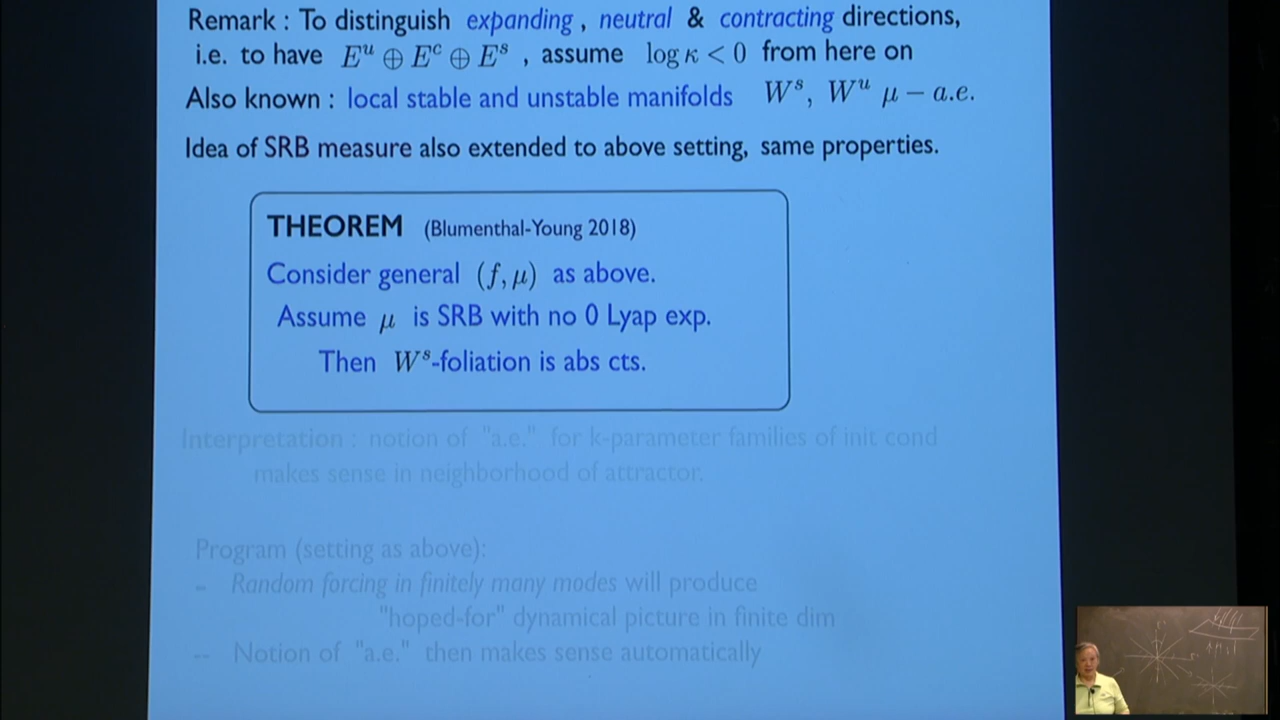 Remark : To distinguish expanding , neutral & contracting directions,
i.e. to have E^u ⊕ E^c ⊕ E^s , assume log κ < 0 from here on
Also known : local stable and unstable manifolds W^s, W^u μ − a.e.
Idea of SRB measure also extended to above setting, same properties.
THEOREM (Blumenthal-Young 2018)
Consider general (f, μ) as above.
Assume μ is SRB with no 0 Lyap exp.
Then W^s-foliation is abs cts.
Interpretation : notion of "a.e." for k-parameter families of init cond
makes sense in neighborhood of attractor.
Program (setting as above):
- Random forcing in finitely many modes will produce
"hoped-for" dynamical picture in finite dim
-- Notion of "a.e." then makes sense automatically